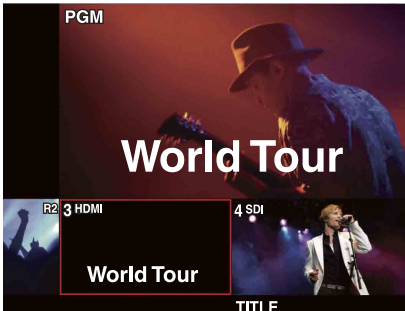 PGM
World Tour
R2
3 HDMI
4 SDI
World Tour
TITLE